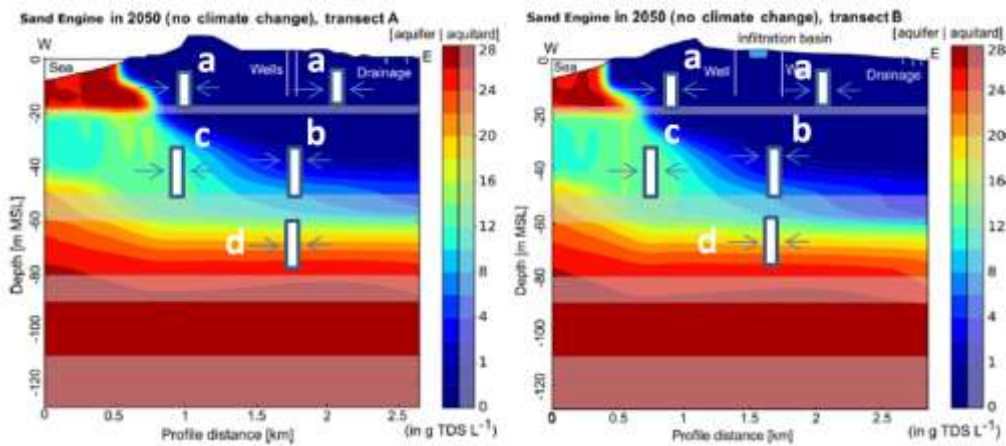 Sand Engine in 2050 (no climate change), transect A
[aquifer | aquitard]
W
E
Sea
a
a
Wells
Drainage
c
b
d
0
-20
-40
-60
-80
-100
-120
Depth [m MSL]
0
0.5
1
1.5
2
2.5
Profile distance [km]
28
24
20
16
12
8
4
1
0
(in g TDS L⁻¹)
Sand Engine in 2050 (no climate change), transect B
[aquifer | aquitard]
infiltration basin
W
E
Sea
a
a
Well
W
Drainage
c
b
d
0
-20
-40
-60
-80
-100
-120
Depth [m MSL]
0
0.5
1
1.5
2
2.5
Profile distance [km]
28
24
20
16
12
8
4
1
0
(in g TDS L⁻¹)